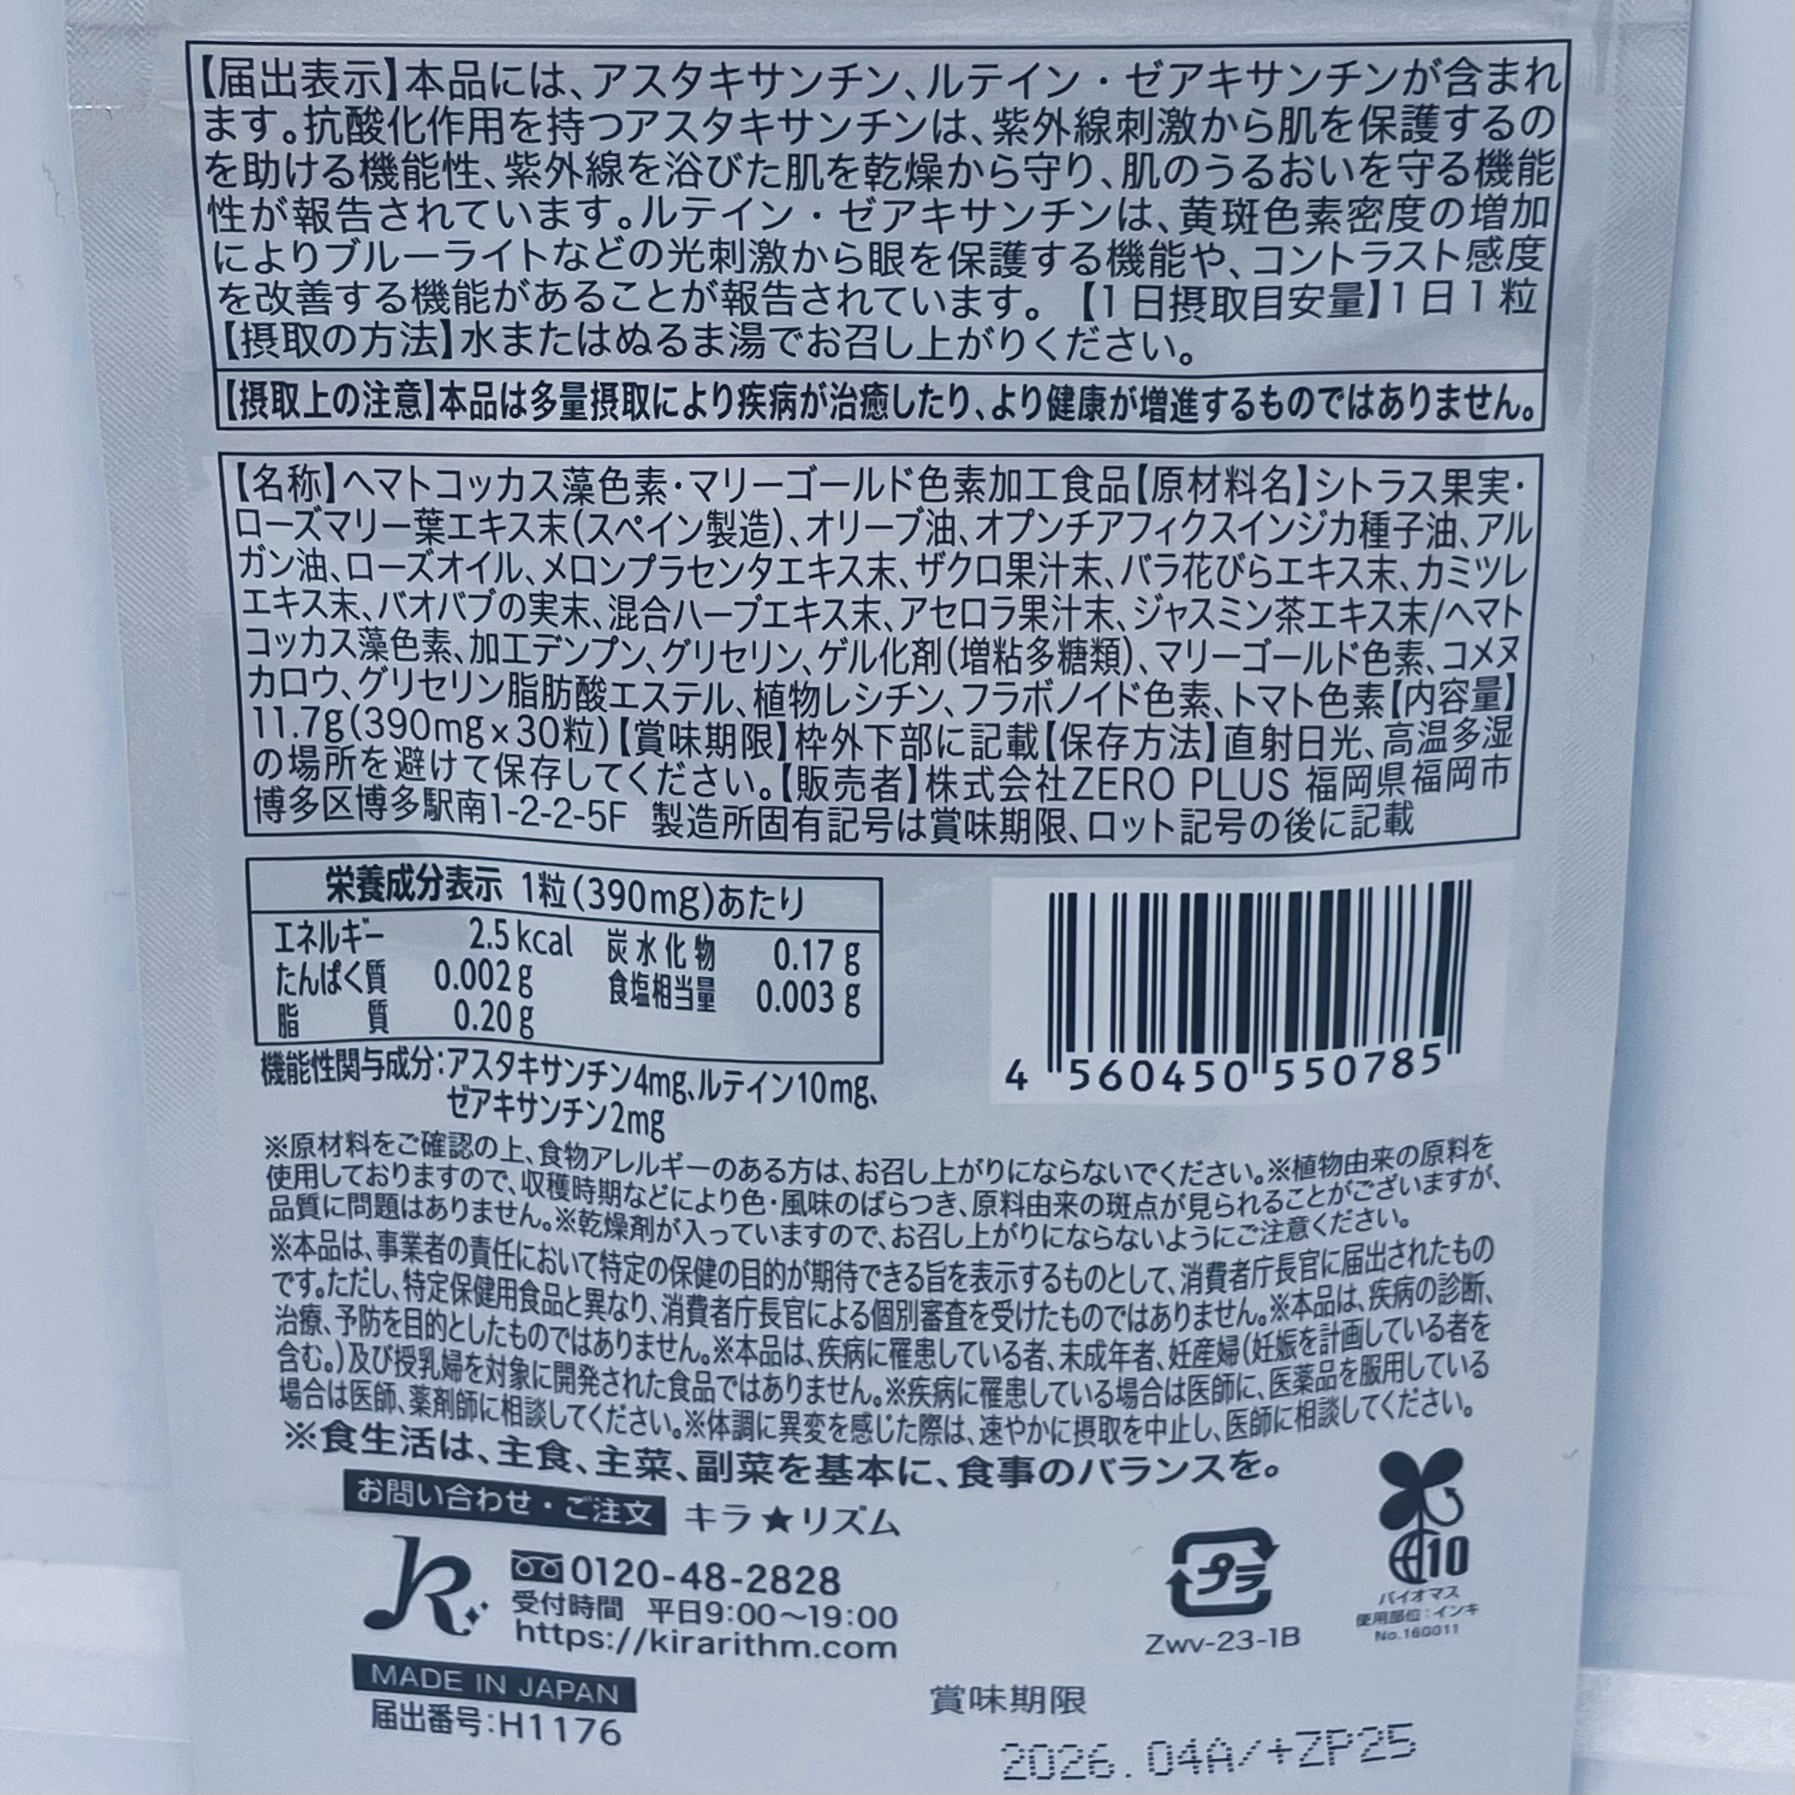 【届出表示】本品には、アスタキサンチン、ルテイン・ゼアキサンチンが含まれ
ます。抗酸化作用を持つアスタキサンチンは、紫外線刺激から肌を保護するの
を助ける機能性、紫外線を浴びた肌を乾燥から守り、肌のうるおいを守る機能
性が報告されています。ルテイン・ゼアキサンチンは、黄斑色素密度の増加
によりブルーライトなどの光刺激から眼を保護する機能や、コントラスト感度
を改善する機能があることが報告されています。【1日摂取目安量】1日1粒
【摂取の方法】水またはぬるま湯でお召し上がりください。
【摂取上の注意】本品は多量摂取により疾病が治癒したり、より健康が増進するものではありません。
【名称】ヘマトコッカス藻色素・マリーゴールド色素加工食品【原材料名】シトラス果実・
ローズマリー葉エキス末(スペイン製造)、オリーブ油、オプンチアフィクスインジカ種子油、アル
ガン油、ローズオイル、メロンプラセンタエキス末、ザクロ果汁末、バラ花びらエキス末、カミツレ
エキス末、バオバブの実末、混合ハーブエキス末、アセロラ果汁末、ジャスミン茶エキス末/ヘマト
コッカス藻色素、加工デンプン、グリセリン、ゲル化剤(増粘多糖類)、マリーゴールド色素、コメヌ
カロウ、グリセリン脂肪酸エステル、植物レシチン、フラボノイド色素、トマト色素【内容量】
11.7g(390mg×30粒)【賞味期限】枠外下部に記載【保存方法】直射日光、高温多湿
の場所を避けて保存してください。【販売者】株式会社ZERO PLUS 福岡県福岡市
博多区博多駅南1-2-2-5F 製造所固有記号は賞味期限、ロット記号の後に記載
栄養成分表示 1粒(390mg)あたり
エネルギー 2.5kcal 炭水化物 0.17g
たんぱく質 0.002g 食塩相当量 0.003g
脂質 0.20g
機能性関与成分:アスタキサンチン4mg、ルテイン10mg、
ゼアキサンチン2mg
4 560450 550785
※原材料をご確認の上、食物アレルギーのある方は、お召し上がりにならないでください。※植物由来の原料を
使用しておりますので、収穫時期などにより色・風味のばらつき、原料由来の斑点が見られることがございますが、
品質に問題はありません。※乾燥剤が入っていますので、お召し上がりにならないようにご注意ください。
※本品は、事業者の責任において特定の保健の目的が期待できる旨を表示するものとして、消費者庁長官に届出されたもの
です。ただし、特定保健用食品と異なり、消費者庁長官による個別審査を受けたものではありません。※本品は、疾病の診断、
治療、予防を目的としたものではありません。※本品は、疾病に罹患している者、未成年者、妊産婦(妊娠を計画している者を
含む。)及び授乳婦を対象に開発された食品ではありません。※疾病に罹患している場合は医師に、医薬品を服用している
場合は医師、薬剤師に相談してください。※体調に異変を感じた際は、速やかに摂取を中止し、医師に相談してください。
※食生活は、主食、主菜、副菜を基本に、食事のバランスを。
お問い合わせ・ご注文 キラ★リズム
0120-48-2828
受付時間 平日9:00〜19:00
https://kirarithm.com
プラ
Zwv-23-1B
10
バイオマス
使用部位:インキ
No.160011
MADE IN JAPAN
届出番号:H1176
賞味期限
2026.04A/+ZP25